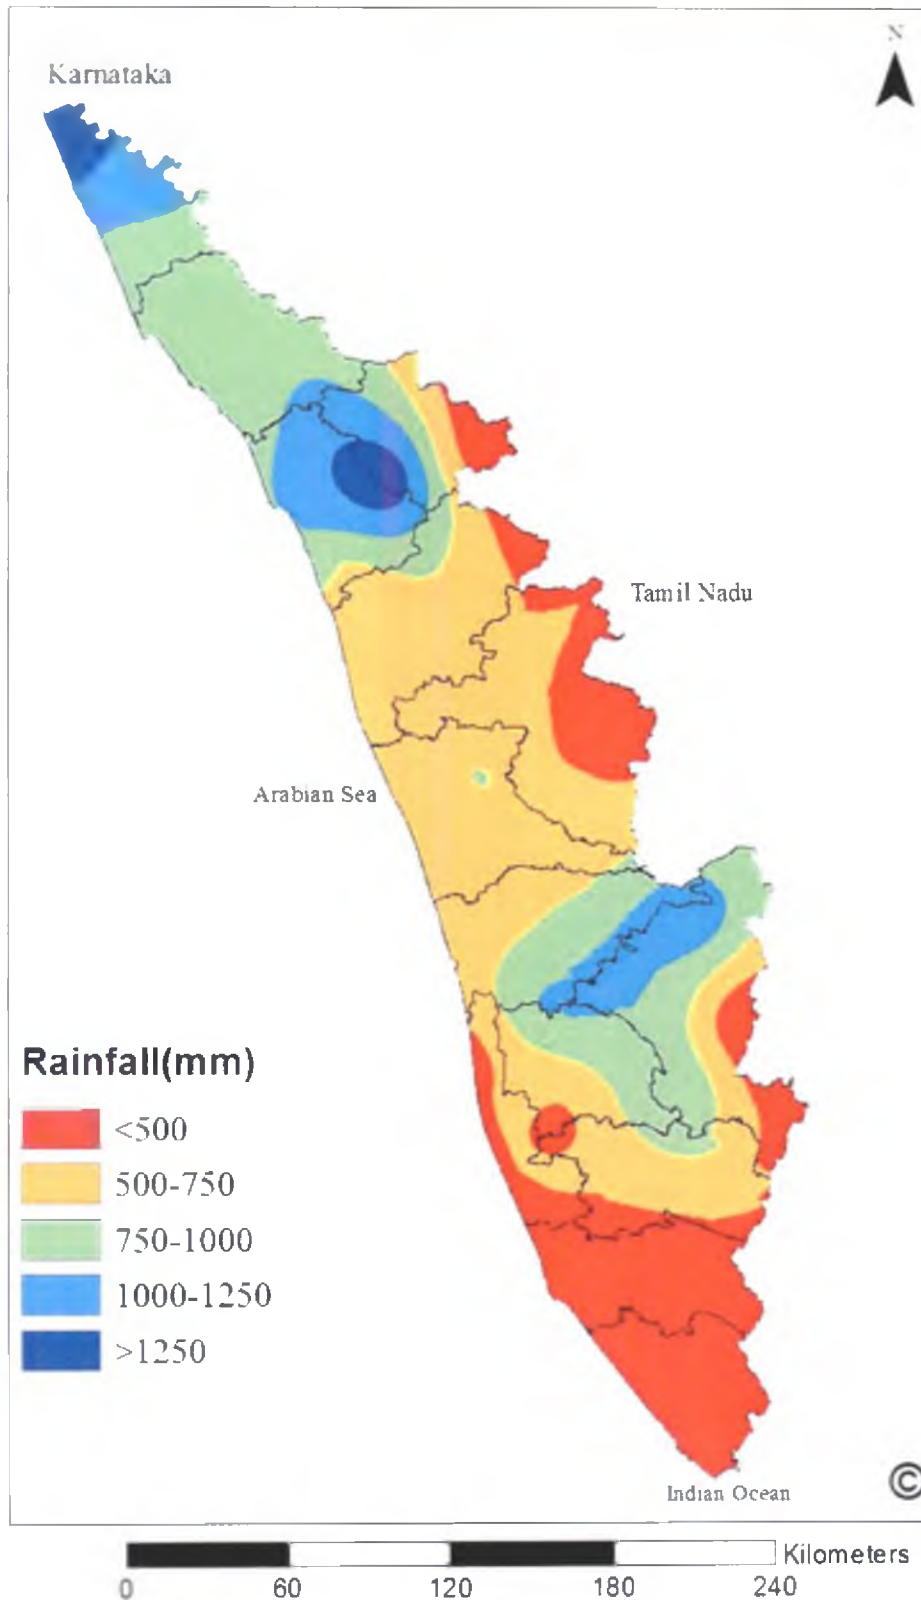 N
Karnataka
Tamil Nadu
Arabian Sea
Rainfall(mm)
<500
500-750
750-1000
1000-1250
>1250
©
Indian Ocean
Kilometers
0 60 120 180 240